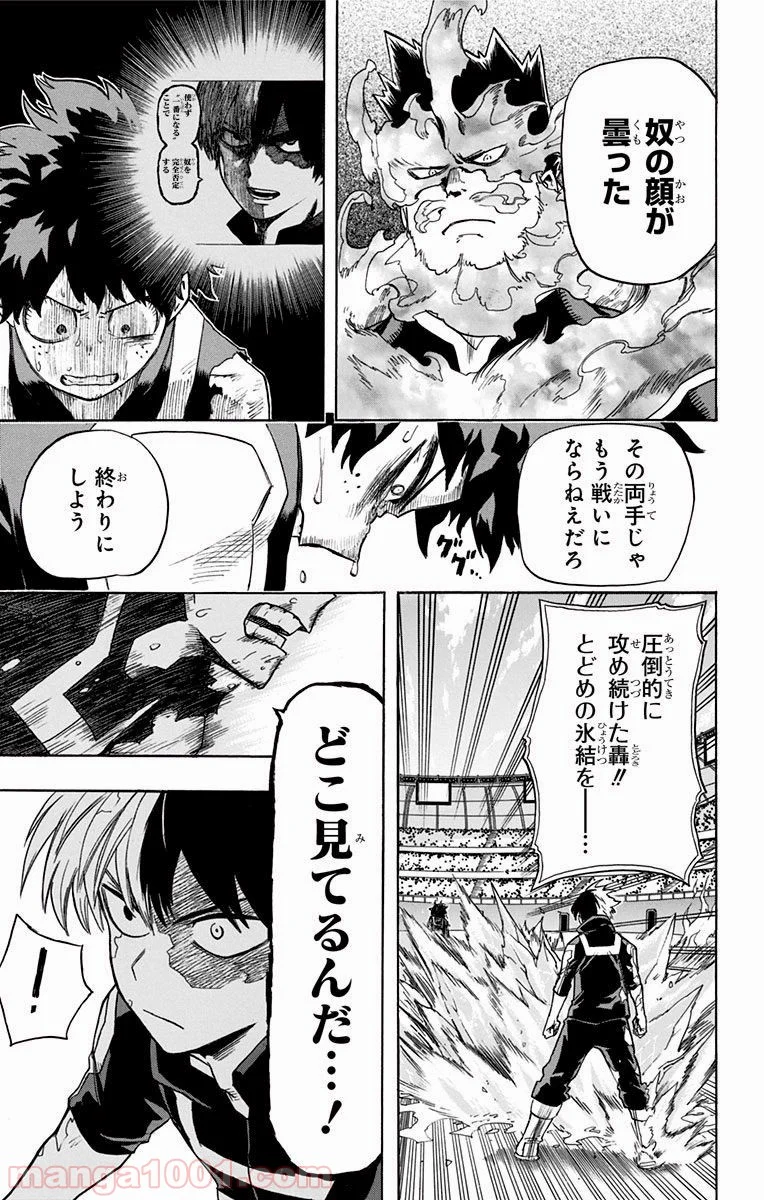 奴の顔が
曇った
使わず
"一番になる"
ことで
奴を
完全否定
する
その両手じゃ
もう戦いに
ならねえだろ
グググ
終わりに
しよう
圧倒的に
攻め続けた轟!!
とどめの氷結を
──…
どこ見てるんだ…!
!
manga1001.com